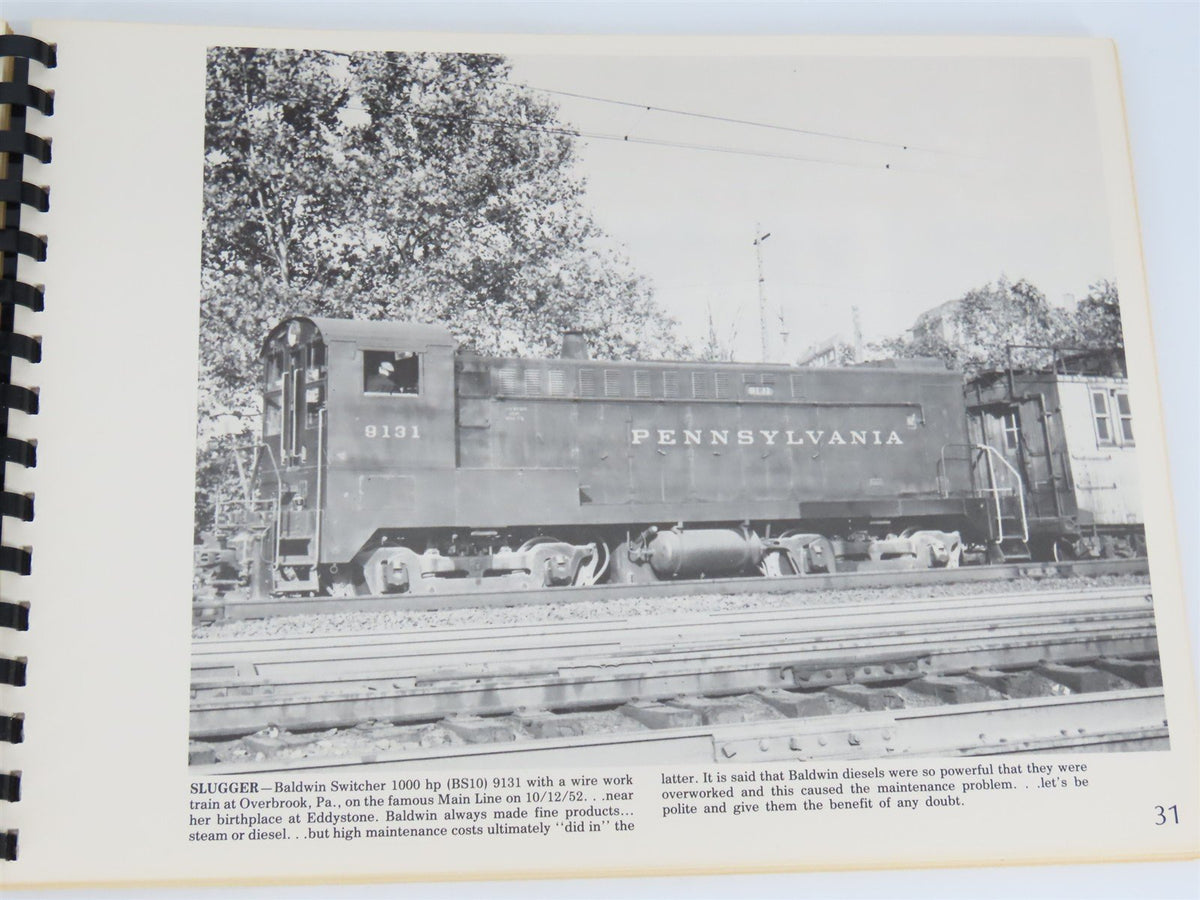 9131
PENNSYLVANIA
SLUGGER—Baldwin Switcher 1000 hp (BS10) 9131 with a wire work
train at Overbrook, Pa., on the famous Main Line on 10/12/52. . .near
her birthplace at Eddystone. Baldwin always made fine products...
steam or diesel. . .but high maintenance costs ultimately ‘‘did in’’ the
latter. It is said that Baldwin diesels were so powerful that they were
overworked and this caused the maintenance problem. . .let's be
polite and give them the benefit of any doubt.
31